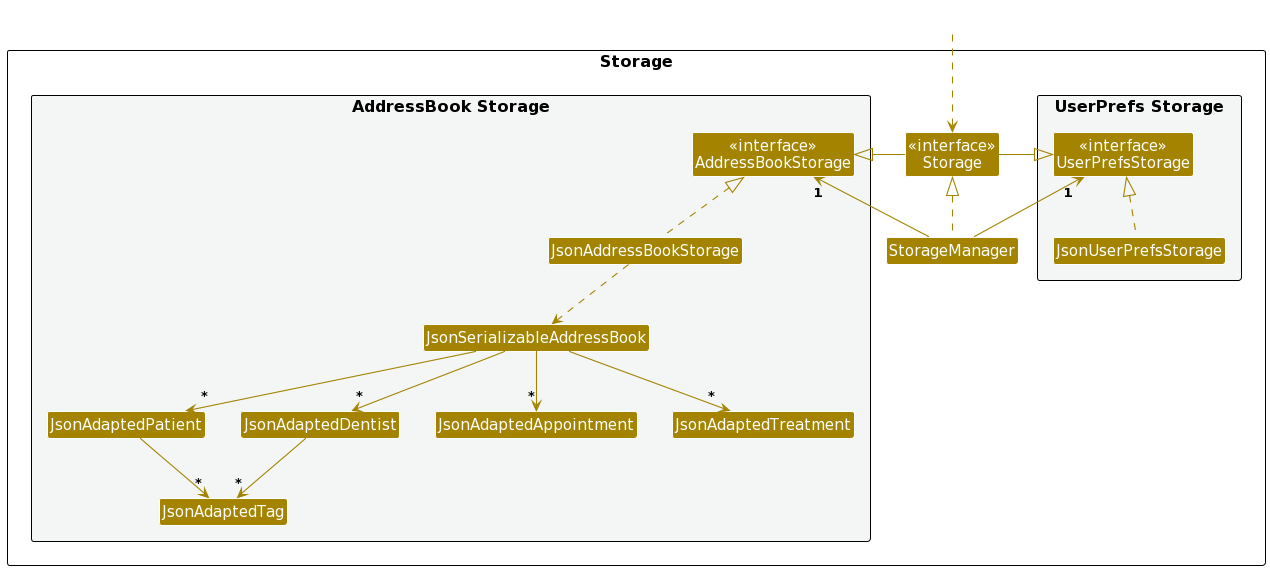 Storage
AddressBook Storage
UserPrefs Storage
«interface»
AddressBookStorage
«interface»
Storage
«interface»
UserPrefsStorage
1
1
JsonAddressBookStorage
StorageManager
JsonUserPrefsStorage
JsonSerializableAddressBook
*
*
*
*
JsonAdaptedPatient
JsonAdaptedDentist
JsonAdaptedAppointment
JsonAdaptedTreatment
*
*
JsonAdaptedTag